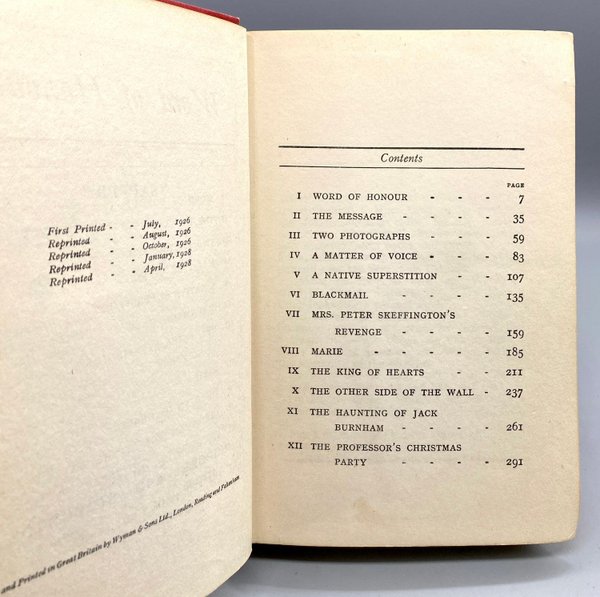 First Printed - - July, 1926
Reprinted - - August, 1926
Reprinted - - October, 1926
Reprinted - - January, 1928
Reprinted - - April, 1928
and Printed in Great Britain by Wyman & Sons Ltd., London, Reading and Fakenham
Contents
PAGE
I WORD OF HONOUR - - - 7
II THE MESSAGE - - - - 35
III TWO PHOTOGRAPHS - - - 59
IV A MATTER OF VOICE - - - 83
V A NATIVE SUPERSTITION - - 107
VI BLACKMAIL - - - - 135
VII MRS. PETER SKEFFINGTON'S
REVENGE - - - - 159
VIII MARIE - - - - - 185
IX THE KING OF HEARTS - - 211
X THE OTHER SIDE OF THE WALL - 237
XI THE HAUNTING OF JACK
BURNHAM - - - - 261
XII THE PROFESSOR'S CHRISTMAS
PARTY - - - - 291